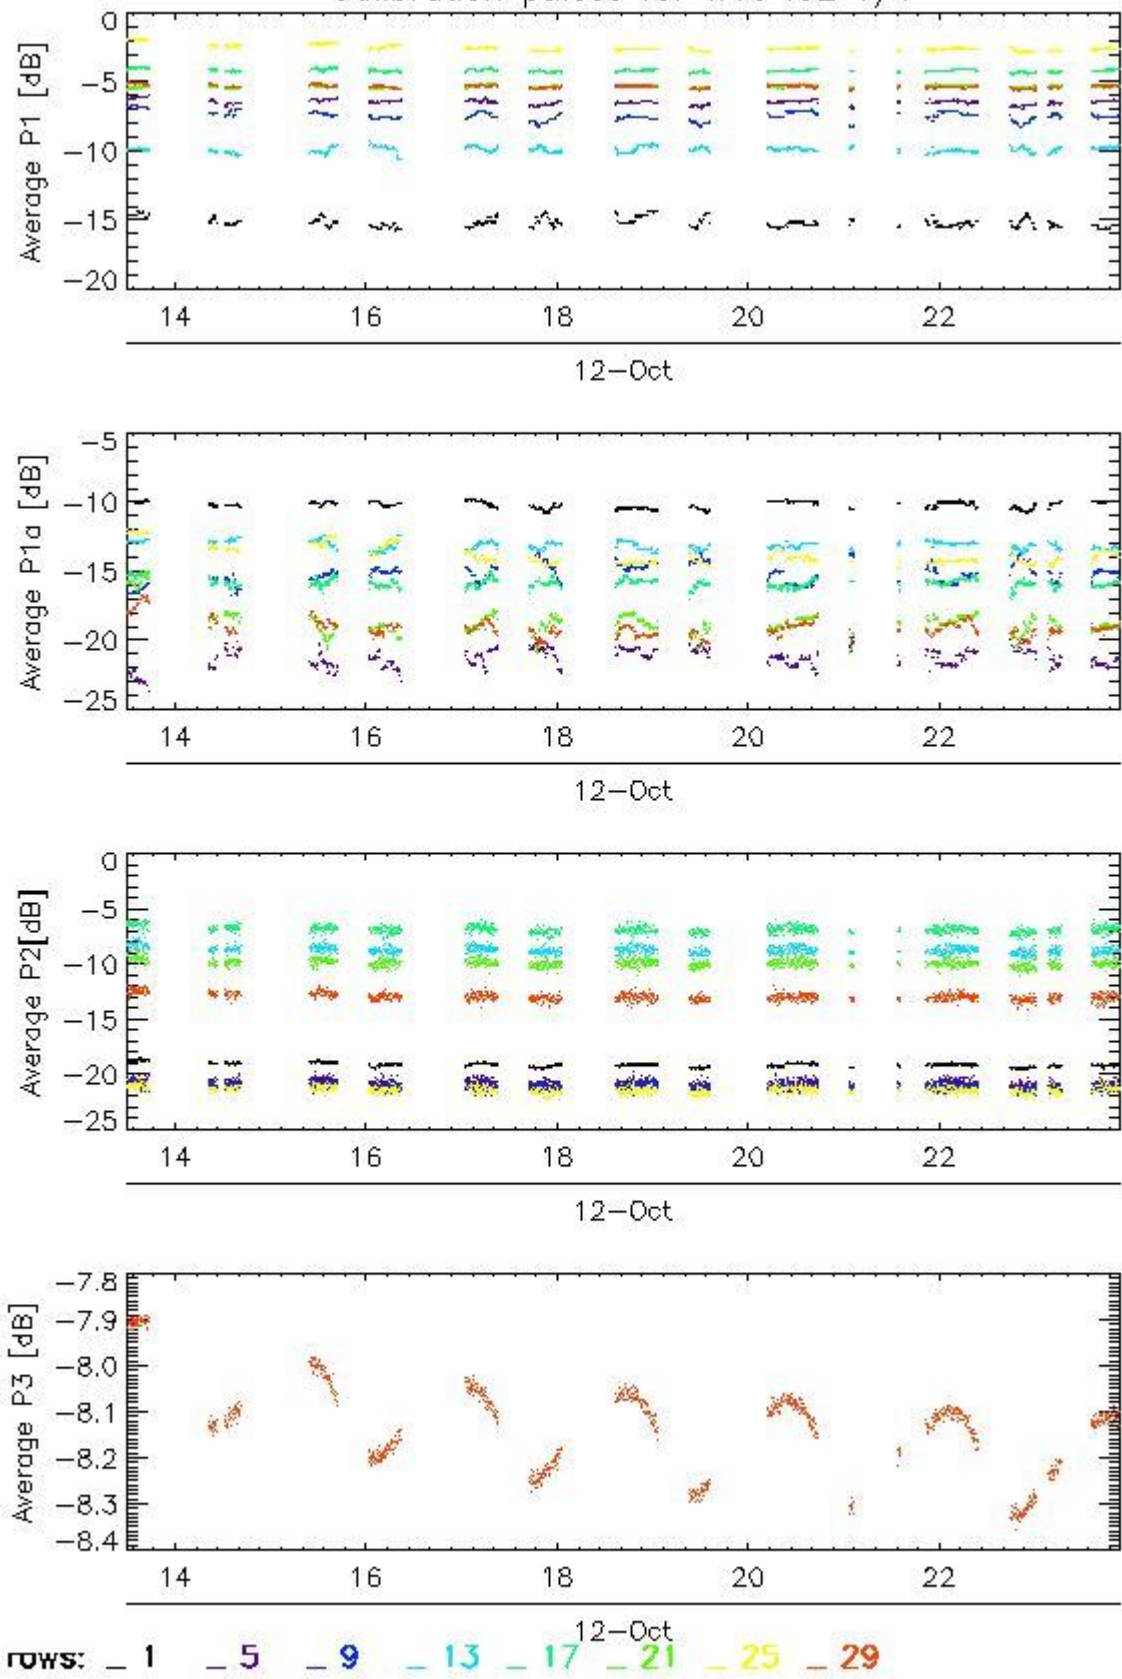 0
−5
−10
−15
−20
Average P1 [dB]
14 16 18 20 22
12−Oct
−5
−10
−15
−20
−25
Average P1a [dB]
14 16 18 20 22
12−Oct
0
−5
−10
−15
−20
−25
Average P2[dB]
14 16 18 20 22
12−Oct
−7.8
−7.9
−8.0
−8.1
−8.2
−8.3
−8.4
Average P3 [dB]
14 16 18 20 22
12−Oct
rows: _ 1 _ 5 _ 9 _ 13 _ 17 _ 21 _ 25 _ 29